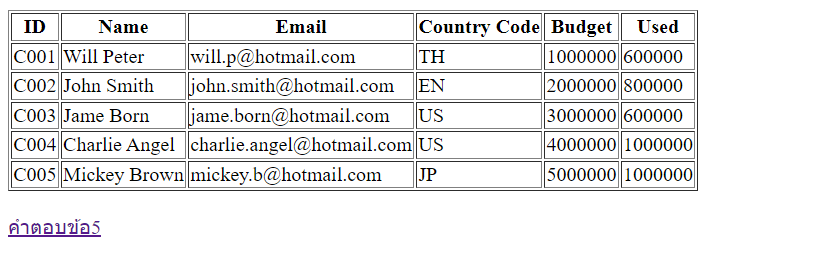 ID Name Email Country Code Budget Used
C001 Will Peter will.p@hotmail.com TH 1000000 600000
C002 John Smith john.smith@hotmail.com EN 2000000 800000
C003 Jame Born jame.born@hotmail.com US 3000000 600000
C004 Charlie Angel charlie.angel@hotmail.com US 4000000 1000000
C005 Mickey Brown mickey.b@hotmail.com JP 5000000 1000000
คำตอบข้อ5